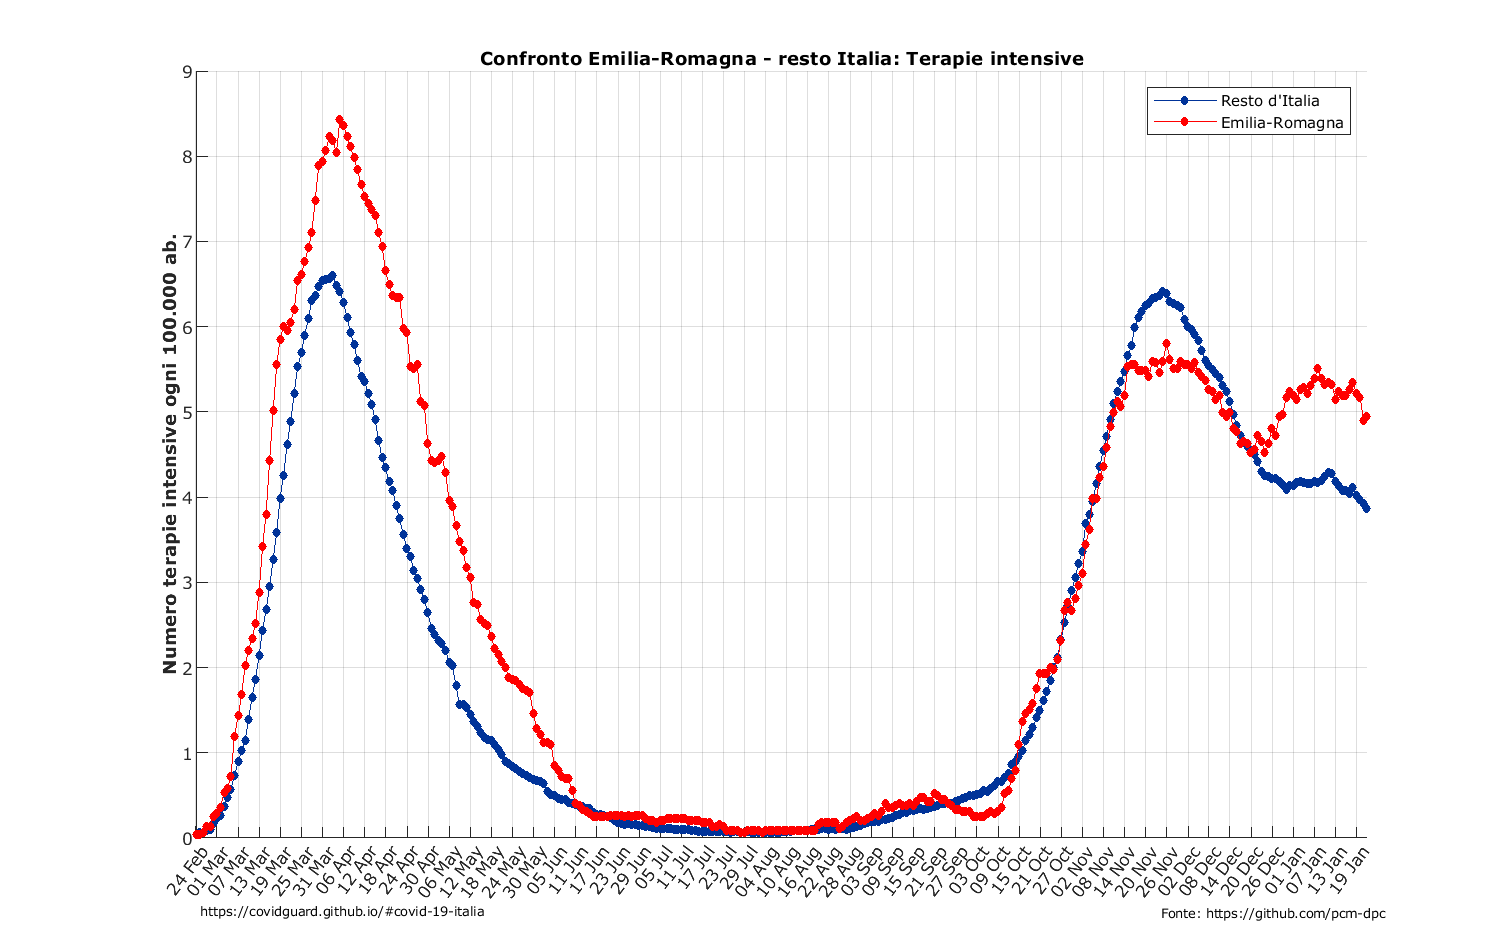 Confronto Emilia-Romagna - resto Italia: Terapie intensive
Numero terapie intensive ogni 100.000 ab.
9
8
7
6
5
4
3
2
1
0
Resto d'Italia
Emilia-Romagna
24 Feb
01 Mar
07 Mar
13 Mar
19 Mar
25 Mar
31 Mar
06 Apr
12 Apr
18 Apr
24 Apr
30 Apr
06 May
12 May
18 May
24 May
30 May
05 Jun
11 Jun
17 Jun
23 Jun
29 Jun
05 Jul
11 Jul
17 Jul
23 Jul
29 Jul
04 Aug
10 Aug
16 Aug
22 Aug
28 Aug
03 Sep
09 Sep
15 Sep
21 Sep
27 Sep
03 Oct
09 Oct
15 Oct
21 Oct
27 Oct
02 Nov
08 Nov
14 Nov
20 Nov
26 Nov
02 Dec
08 Dec
14 Dec
20 Dec
26 Dec
01 Jan
07 Jan
13 Jan
19 Jan
https://covidguard.github.io/#covid-19-italia
Fonte: https://github.com/pcm-dpc